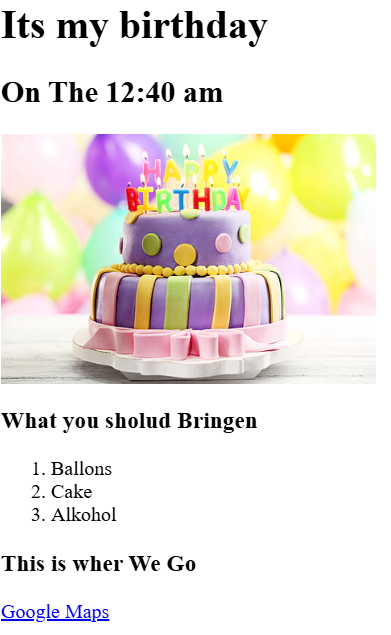 Its my birthday
On The 12:40 am
HAPPY
BIRTHDAY
What you sholud Bringen
1. Ballons
2. Cake
3. Alkohol
This is wher We Go
Google Maps